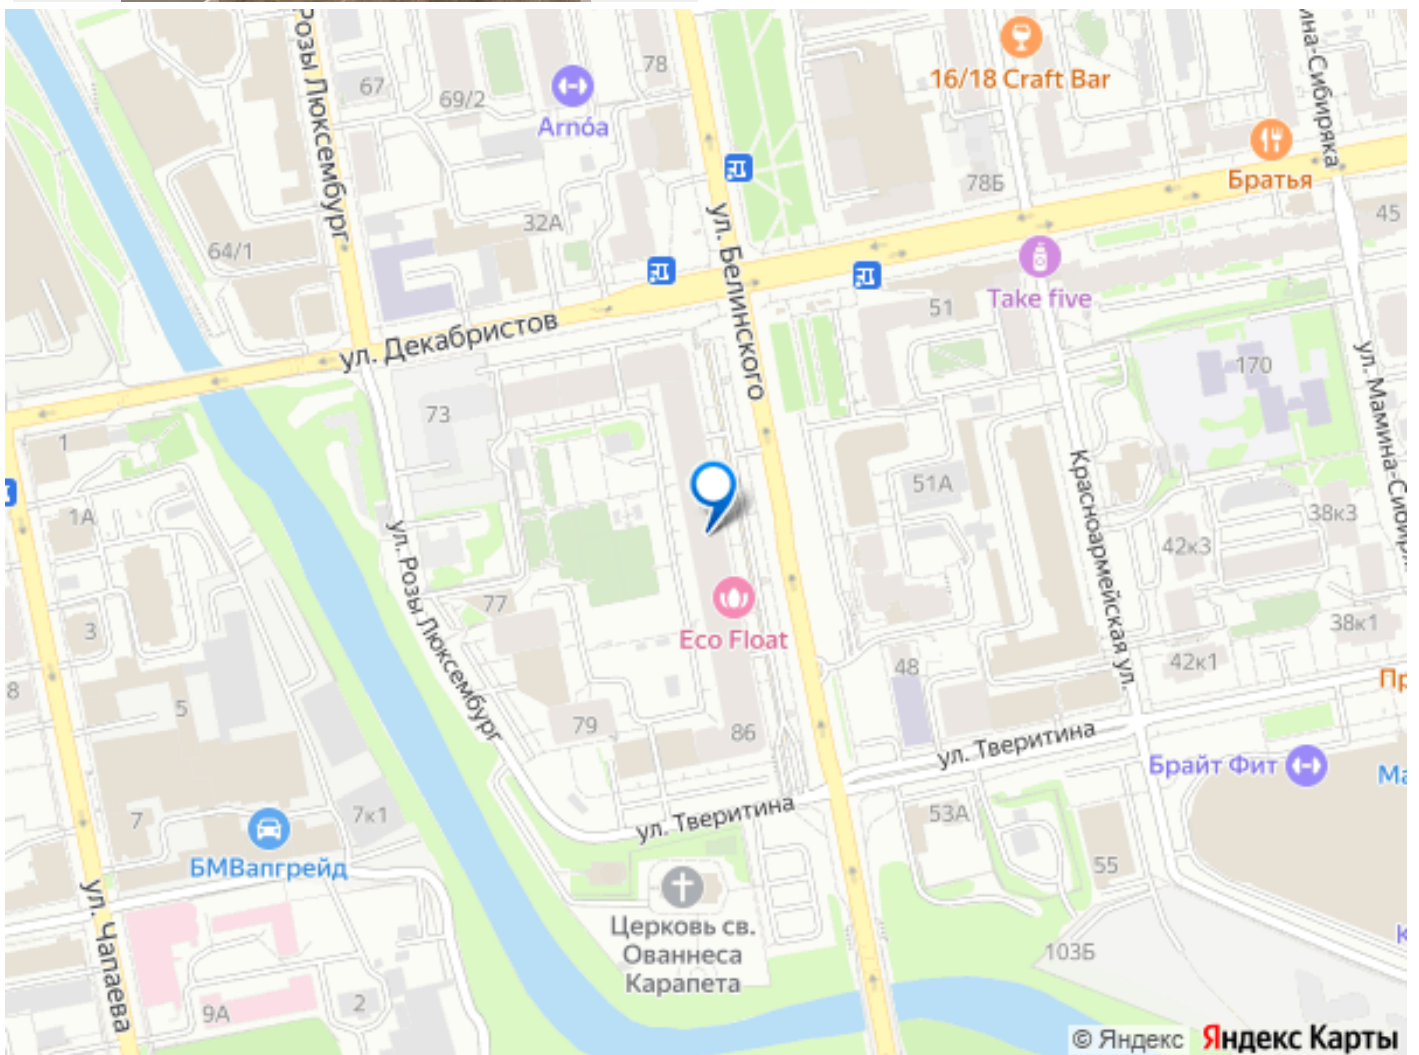 ул. Розы Люксембург
67
69/2
78
Arnóa
16/18 Craft Bar
Братья
78Б
45
32А
64/1
ул. Белинского
Take five
51
ул. Декабристов
170
ул. Мамина-Сибиряка
73
1
1А
51А
Красноармейская ул.
38к3
42к3
ул. Розы Люксембург
77
3
Eco Float
38к1
42к1
48
8
5
79
86
ул. Тверитина
Брайт Фит
7
7к1
ул. Тверитина
53А
БМВапгрейд
55
ул. Чапаева
Церковь св.
Ованнеса
Карапета
103Б
2
9А
© Яндекс Яндекс Карты